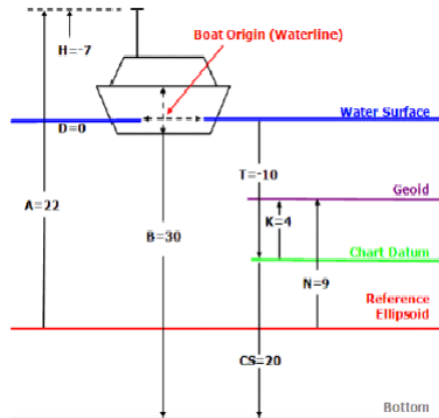 H=-7
Boat Origin (Waterline)
Water Surface
D=0
T=-10
A=22
Geoid
K=4
B=30
Chart Datum
N=9
Reference
Ellipsoid
CS=20
Bottom